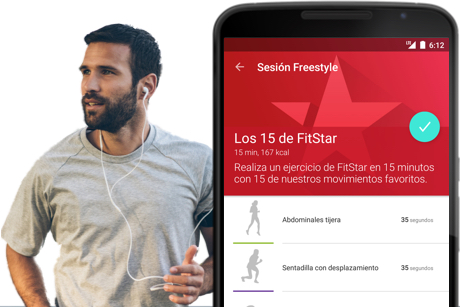 LTE 6:12
Sesión Freestyle
Los 15 de FitStar
15 min, 167 kcal
Realiza un ejercicio de FitStar en 15 minutos
con 15 de nuestros movimientos favoritos.
Abdominales tijera 35 segundos
Sentadilla con desplazamiento 35 segundos